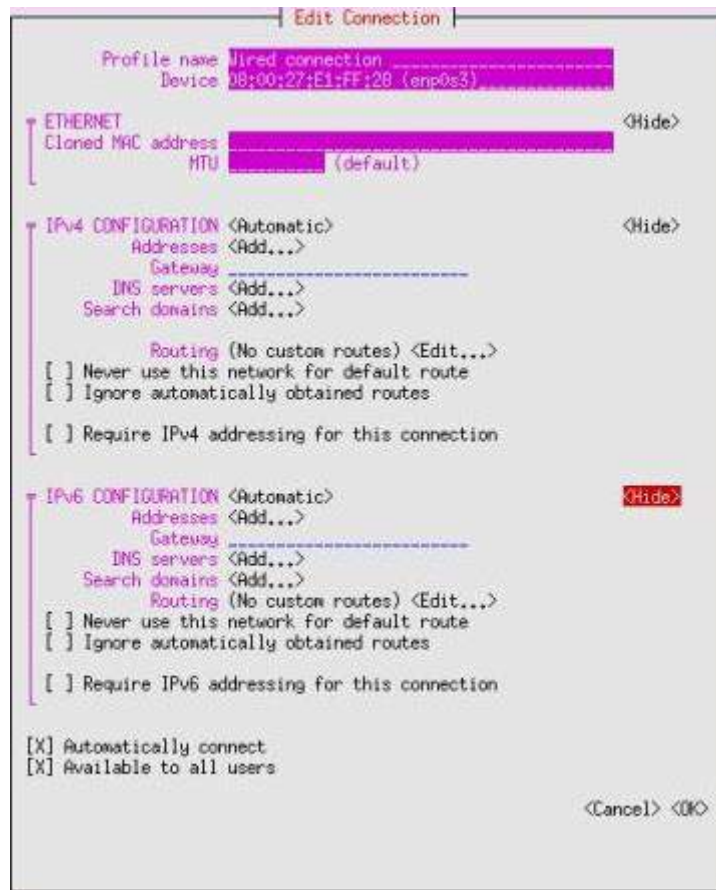 Edit Connection
Profile name Wired connection
Device 08:00:27:E1:FF:28 (enp0s3)
ETHERNET <Hide>
Cloned MAC address
MTU (default)
IPv4 CONFIGURATION <Automatic> <Hide>
Addresses <Add...>
Gateway
DNS servers <Add...>
Search domains <Add...>
Routing (No custom routes) <Edit...>
[ ] Never use this network for default route
[ ] Ignore automatically obtained routes
[ ] Require IPv4 addressing for this connection
IPv6 CONFIGURATION <Automatic> <Hide>
Addresses <Add...>
Gateway
DNS servers <Add...>
Search domains <Add...>
Routing (No custom routes) <Edit...>
[ ] Never use this network for default route
[ ] Ignore automatically obtained routes
[ ] Require IPv6 addressing for this connection
[X] Automatically connect
[X] Available to all users
<Cancel> <OK>